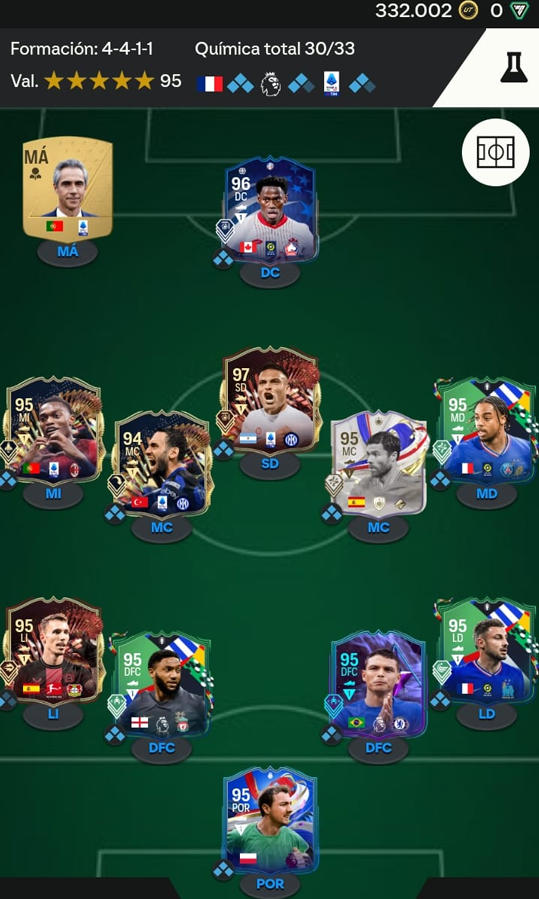 332.002 UT 0
Formación: 4-4-1-1 Química total 30/33
Val. 95
MÁ
MÁ
96
DC
DC
97
SD
SD
95
MI
MI
94
MC
MC
95
MC
MC
95
MD
MD
95
LI
LI
95
DFC
DFC
95
DFC
DFC
95
LD
LD
95
POR
POR